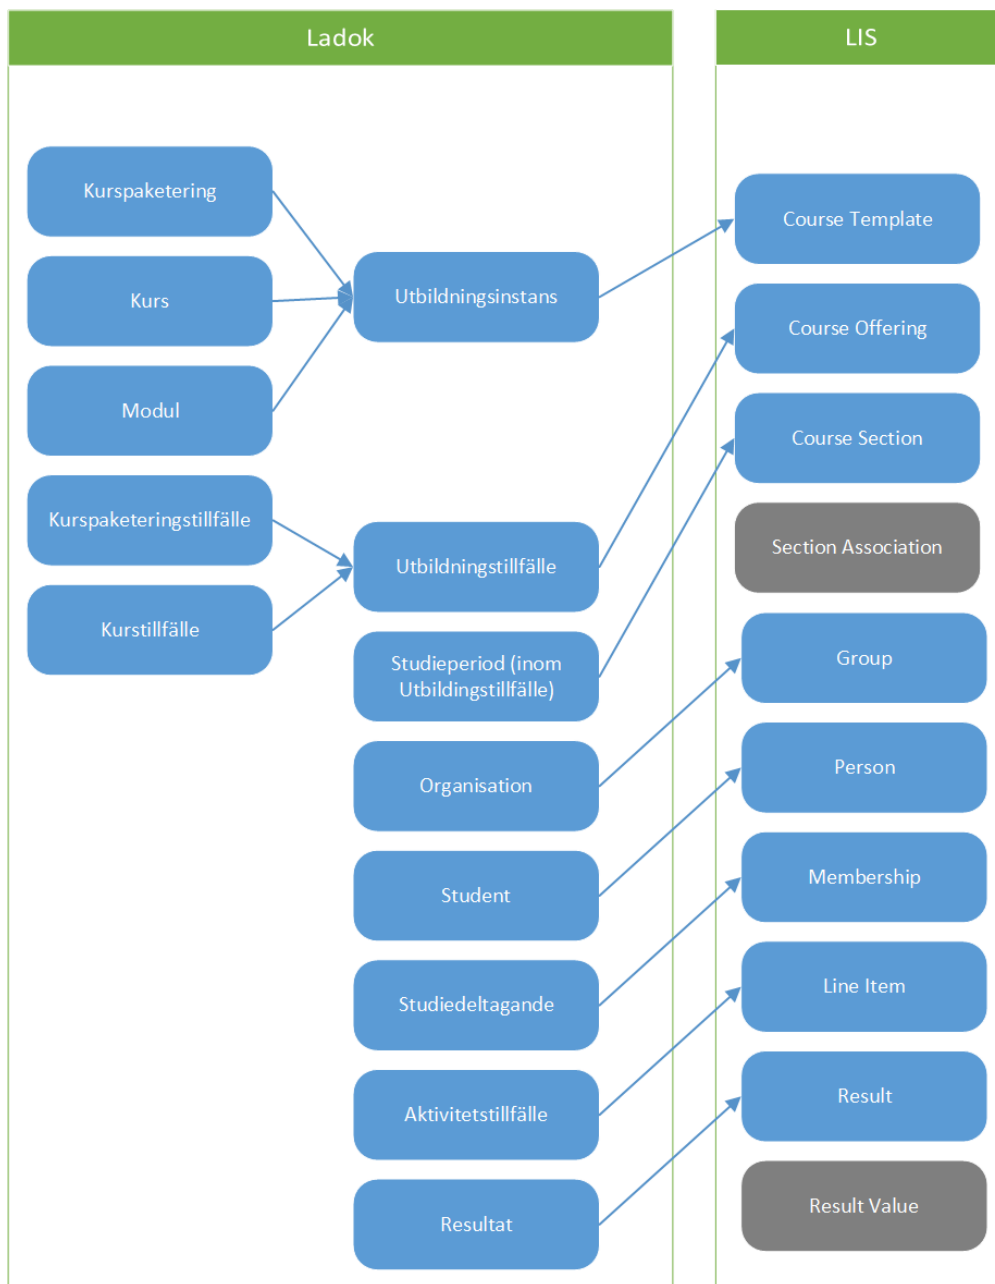 Ladok
LIS
Kurspaketering
Kurs
Modul
Kurspaketeringstillfälle
Kurstillfälle
Utbildningsinstans
Utbildningstillfälle
Studieperiod (inom
Utbildingstillfälle)
Organisation
Student
Studiedeltagande
Aktivitetstillfälle
Resultat
Course Template
Course Offering
Course Section
Section Association
Group
Person
Membership
Line Item
Result
Result Value